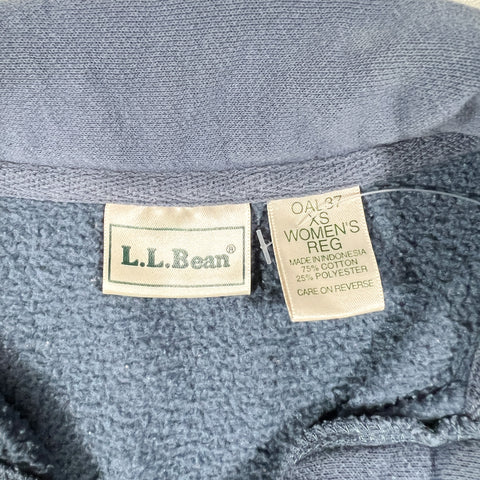 L.L.Bean®
OAL37
XS
WOMEN'S
REG
MADE IN INDONESIA
75% COTTON
25% POLYESTER
CARE ON REVERSE